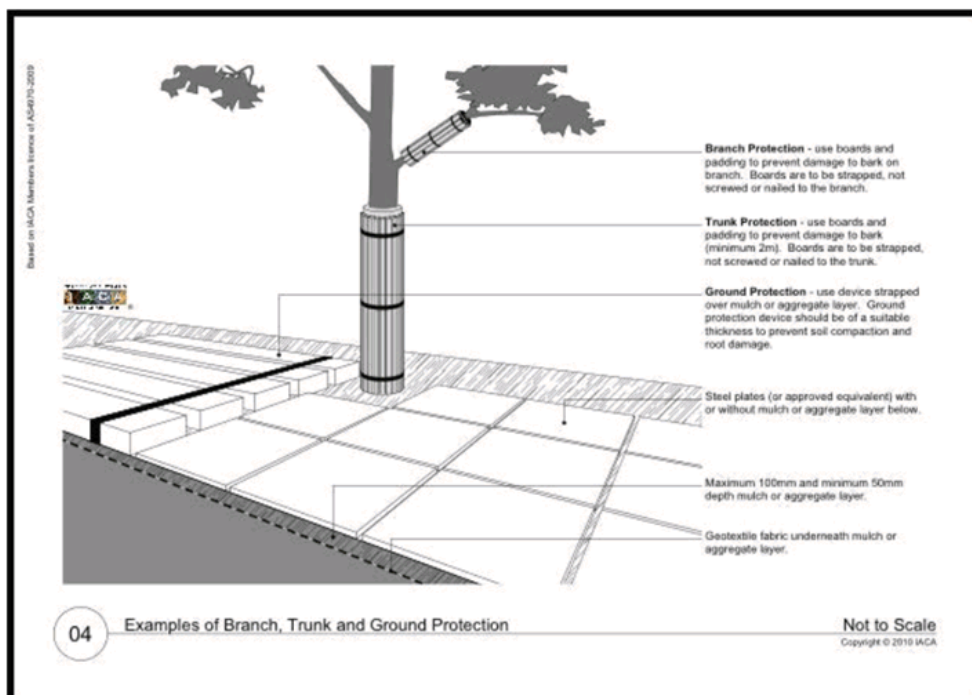 Based on IACA Members licence of AS4970-2009
Branch Protection - use boards and
padding to prevent damage to bark on
branch. Boards are to be strapped, not
screwed or nailed to the branch.
Trunk Protection - use boards and
padding to prevent damage to bark
(minimum 2m). Boards are to be strapped,
not screwed or nailed to the trunk.
IACA
Ground Protection - use device strapped
over mulch or aggregate layer. Ground
protection device should be of a suitable
thickness to prevent soil compaction and
root damage.
Steel plates (or approved equivalent) with
or without mulch or aggregate layer below.
Maximum 100mm and minimum 50mm
depth mulch or aggregate layer.
Geotextile fabric underneath mulch or
aggregate layer.
04 Examples of Branch, Trunk and Ground Protection
Not to Scale
Copyright © 2010 IACA